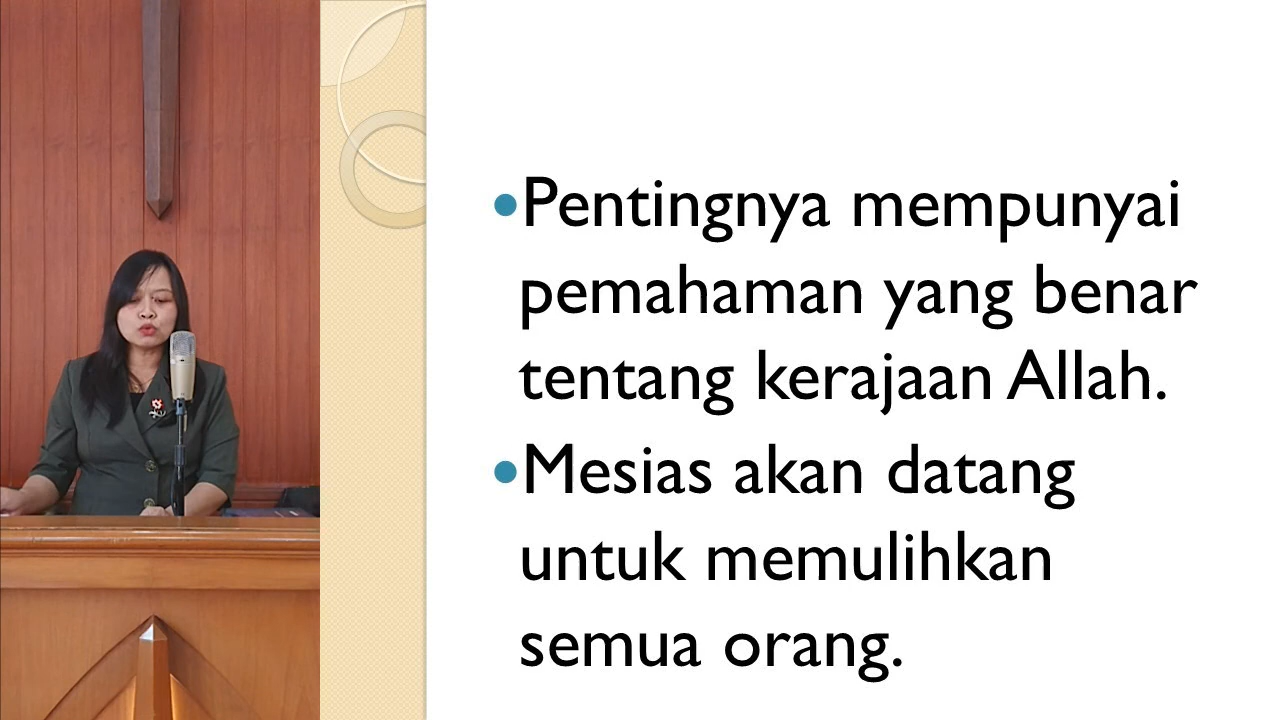 •Pentingnya mempunyai
pemahaman yang benar
tentang kerajaan Allah.
•Mesias akan datang
untuk memulihkan
semua orang.